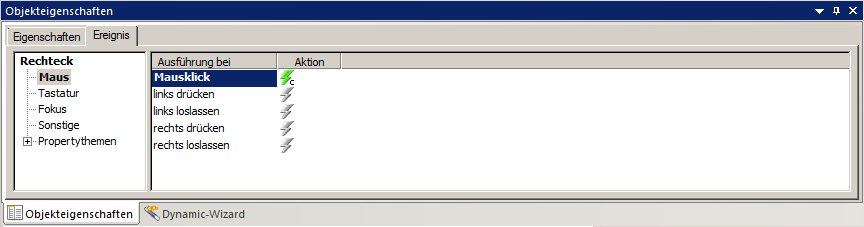 Objekteigenschaften
Eigenschaften Ereignis
Rechteck
Maus
Tastatur
Fokus
Sonstige
Propertythemen
Ausführung bei Aktion
Mausklick
links drücken
links loslassen
rechts drücken
rechts loslassen
Objekteigenschaften Dynamic-Wizard